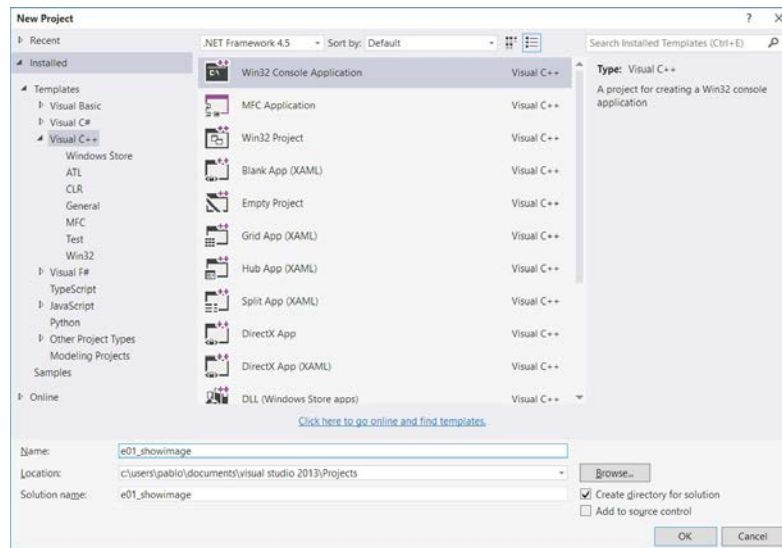 New Project
? X
Recent
.NET Framework 4.5 Sort by: Default
Search Installed Templates (Ctrl+E)
Installed
Templates
Visual Basic
Visual C#
Visual C++
Windows Store
ATL
CLR
General
MFC
Test
Win32
Visual F#
TypeScript
JavaScript
Python
Other Project Types
Modeling Projects
Samples
Online
Win32 Console Application Visual C++
MFC Application Visual C++
Win32 Project Visual C++
Blank App (XAML) Visual C++
Empty Project Visual C++
Grid App (XAML) Visual C++
Hub App (XAML) Visual C++
Split App (XAML) Visual C++
DirectX App Visual C++
DirectX App (XAML) Visual C++
DLL (Windows Store apps) Visual C++
Click here to go online and find templates.
Type: Visual C++
A project for creating a Win32 console
application
Name: e01_showimage
Location: c:\users\pablo\documents\visual studio 2013\Projects
Browse...
Solution name: e01_showimage
Create directory for solution
Add to source control
OK Cancel